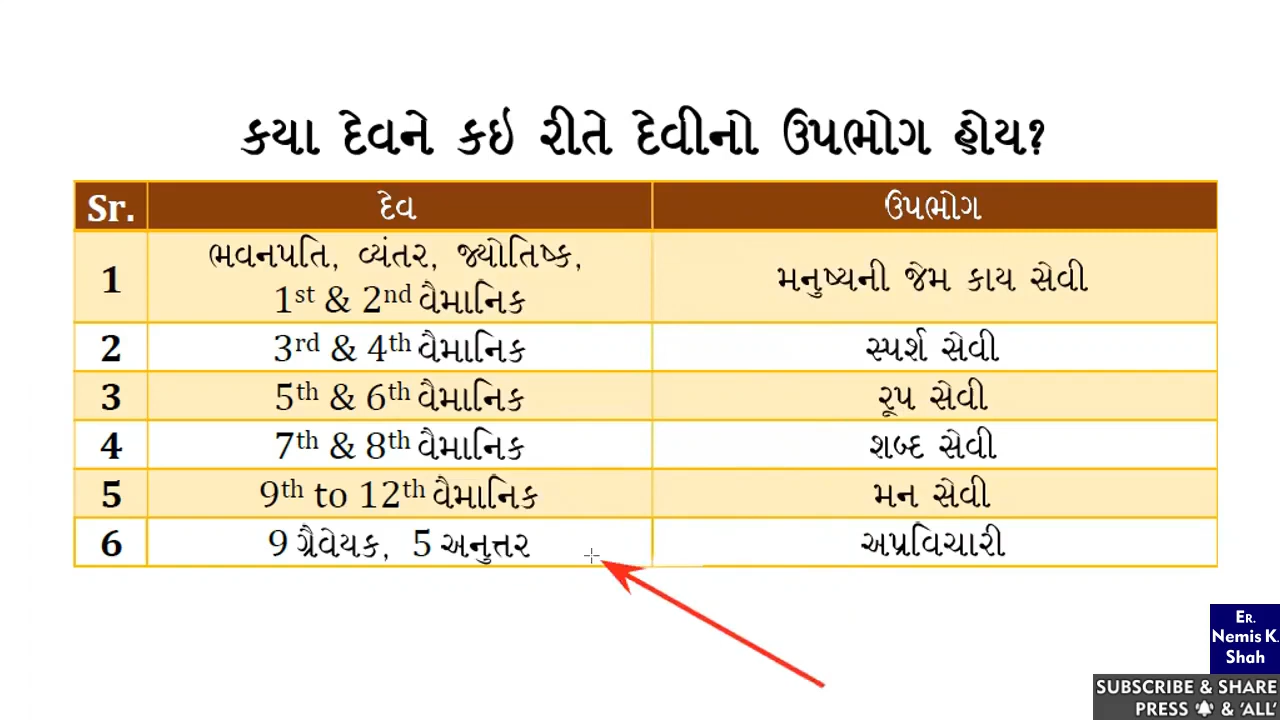 કયા દેવને કઇ રીતે દેવીનો ઉપભોગ હોય?
Sr. દેવ ઉપભોગ
1 ભવનપતિ, વ્યંતર, જ્યોતિષ્ક, 1st & 2nd વૈમાનિક મનુષ્યની જેમ કાય સેવી
2 3rd & 4th વૈમાનિક સ્પર્શ સેવી
3 5th & 6th વૈમાનિક રૂપ સેવી
4 7th & 8th વૈમાનિક શબ્દ સેવી
5 9th to 12th વૈમાનિક મન સેવી
6 9 ગ્રૈવેયક, 5 અનુત્તર અપ્રવિચારી
ER.
Nemis K.
Shah
SUBSCRIBE & SHARE
PRESS 🔔 & 'ALL'